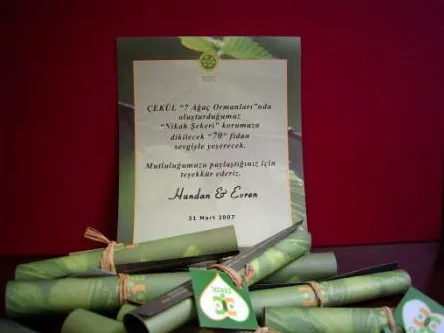 ÇEKÜL "7 Ağaç Ormanları"nda
oluşturduğumuz
"Nikah Şekeri" korumuza
dikilecek "70" fidan
sevgiyle yeşerecek.
Mutluluğumuzu paylaştığınız için
teşekkür ederiz.
Handan & Evren
31 Mart 2007